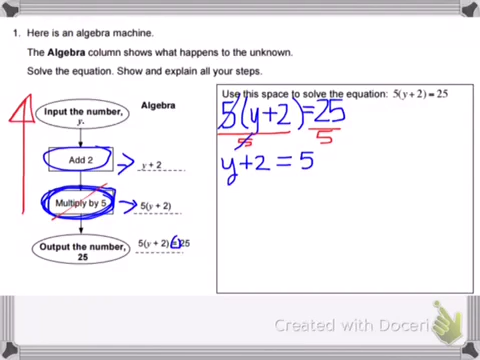 1. Here is an algebra machine.
The Algebra column shows what happens to the unknown.
Solve the equation. Show and explain all your steps.
Input the number,
y.
Algebra
Add 2
y + 2
Multiply by 5
5(y + 2)
Output the number,
25
5(y + 2) = 25
Use this space to solve the equation: 5(y + 2) = 25
5(y+2)=25
5 5
y+2=5
Created with Doceri